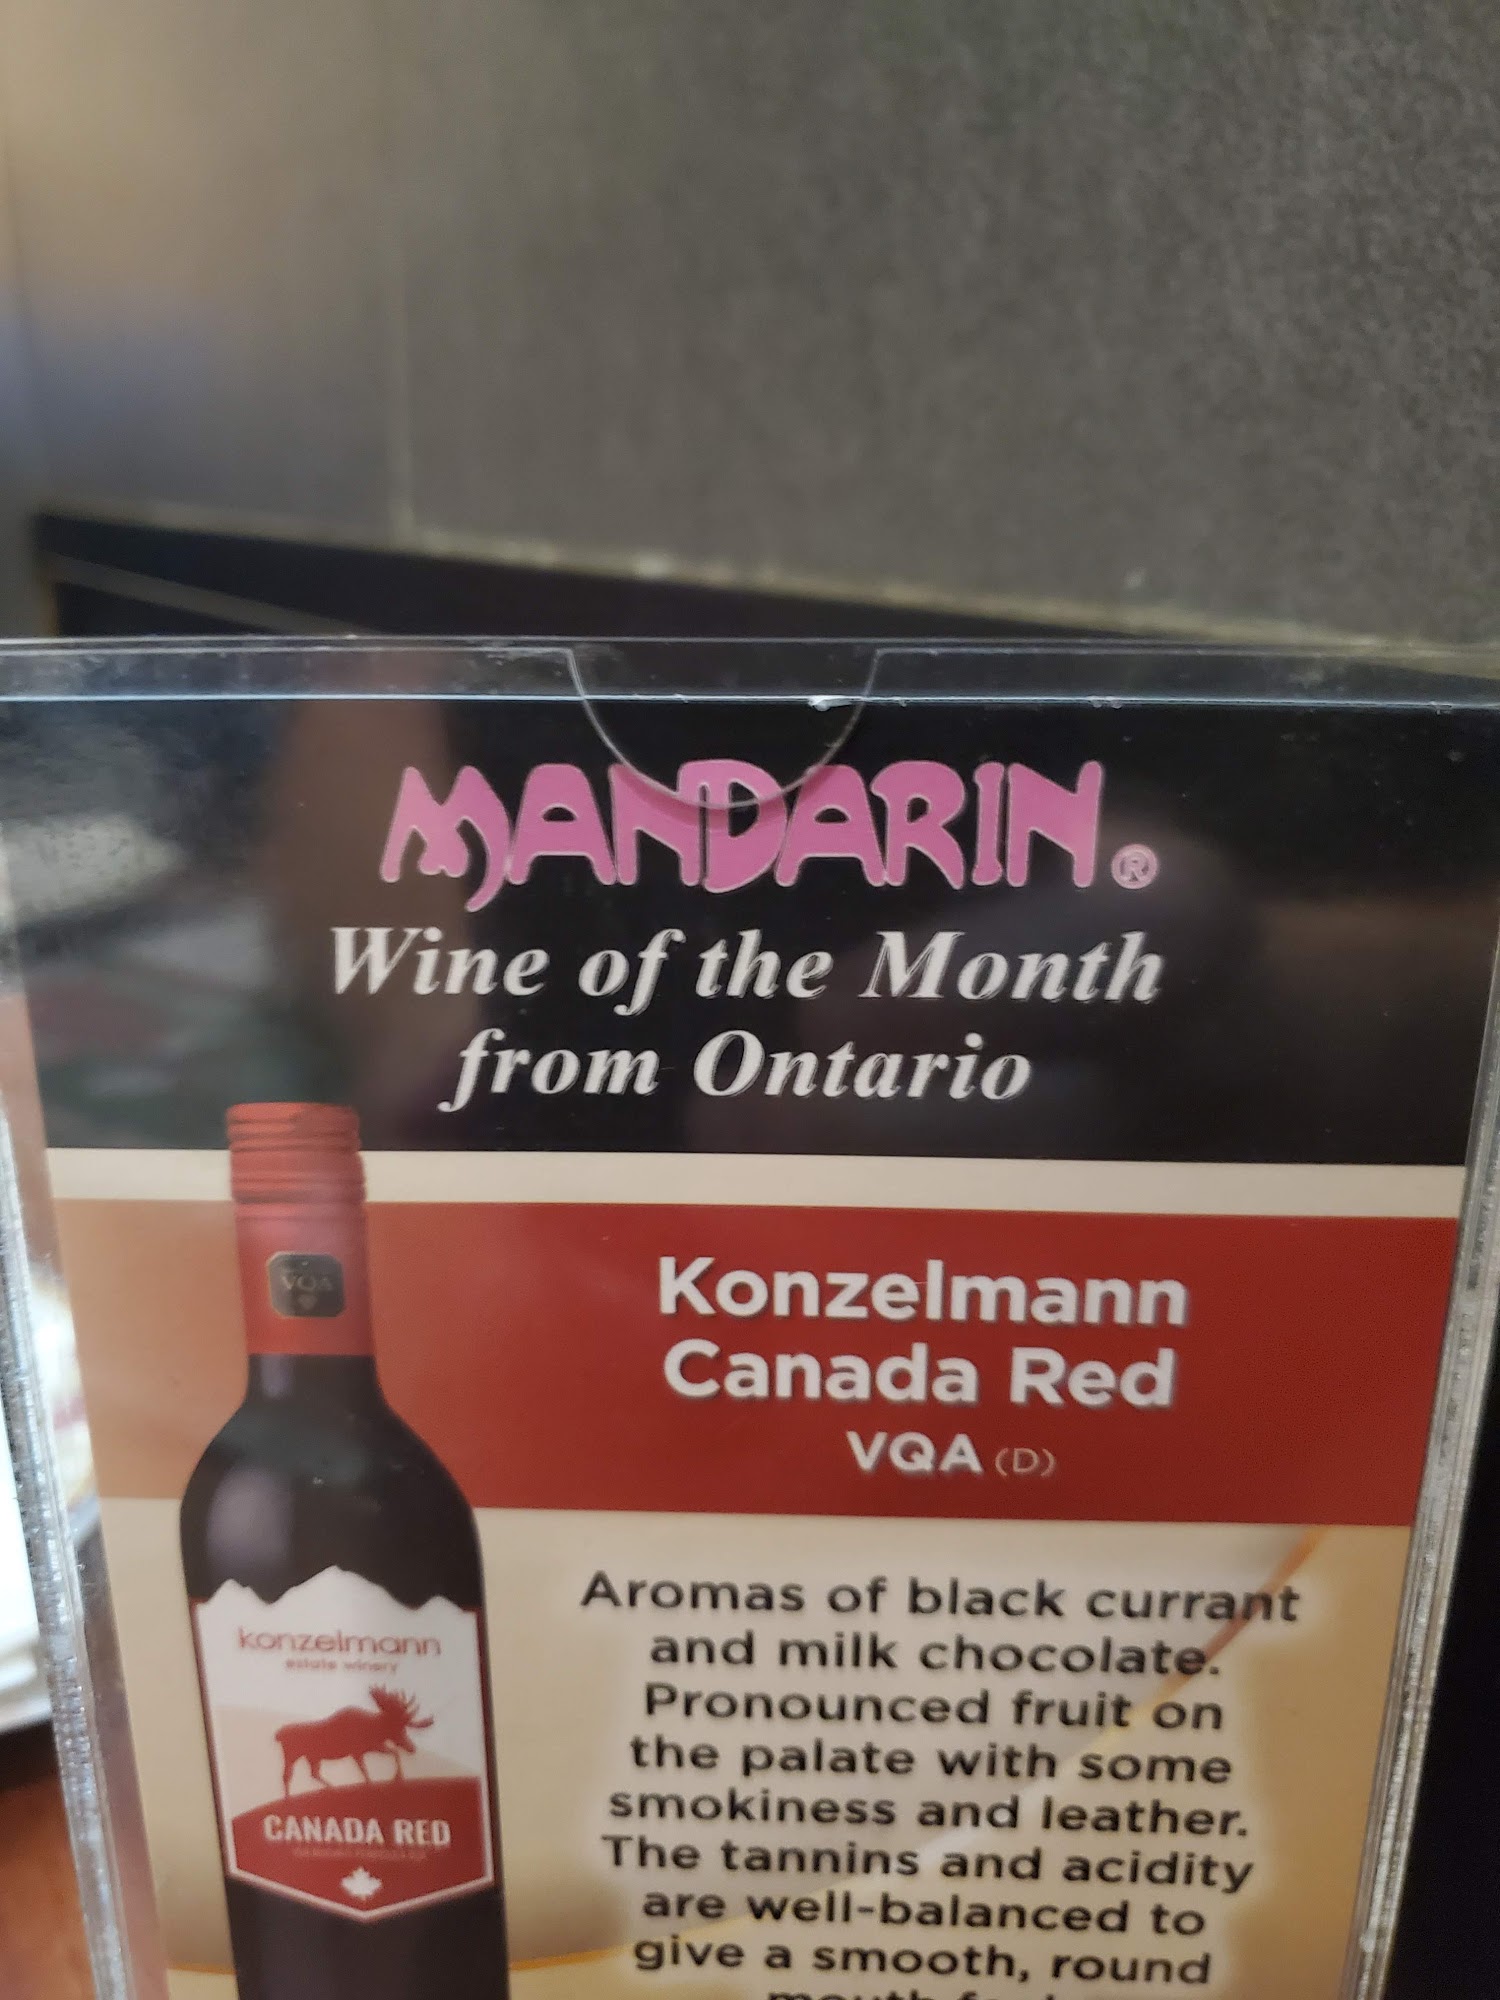 MANDARIN®
Wine of the Month
from Ontario
VQA
Konzelmann
Canada Red
VQA (D)
konzelmann
estate winery
CANADA RED
Aromas of black currant
and milk chocolate.
Pronounced fruit on
the palate with some
smokiness and leather.
The tannins and acidity
are well-balanced to
give a smooth, round